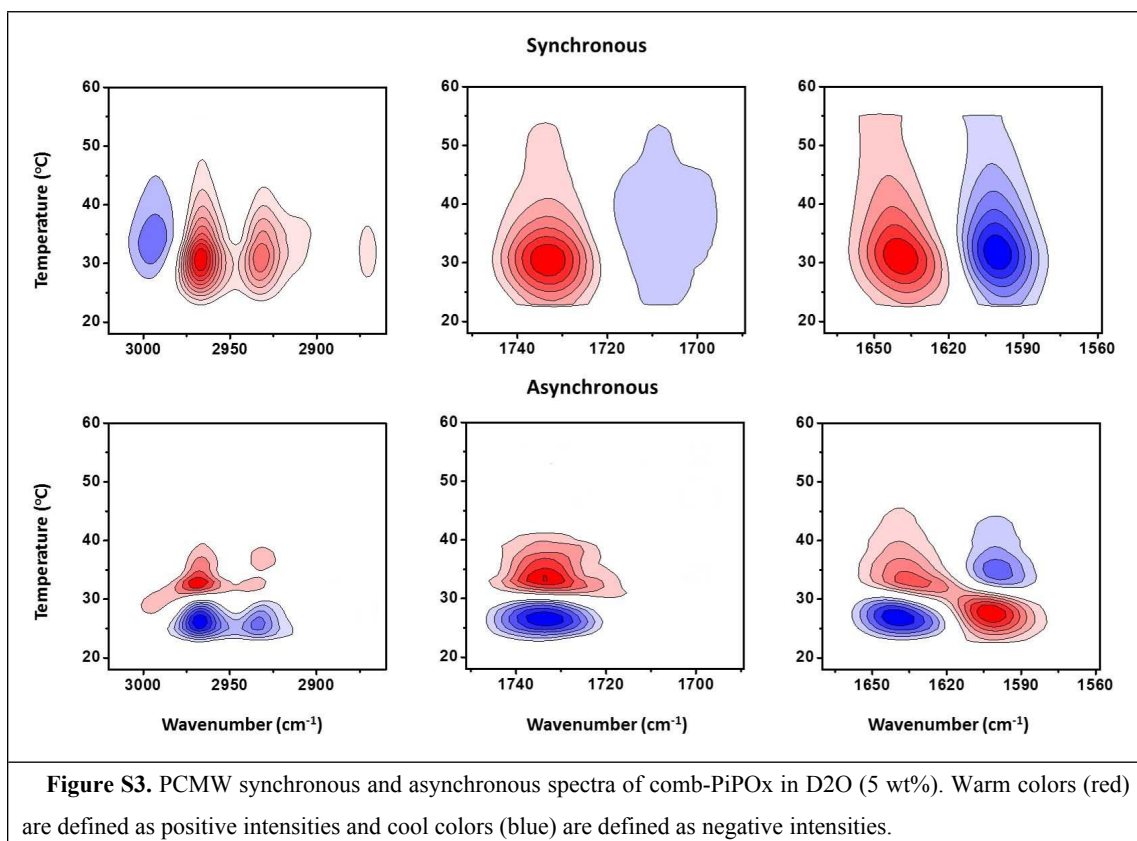 Synchronous
60
50
40
30
20
3000 2950 2900
60
50
40
30
20
1740 1720 1700
60
50
40
30
20
1650 1620 1590 1560
Temperature (°C)
Asynchronous
60
50
40
30
20
3000 2950 2900
60
50
40
30
20
1740 1720 1700
60
50
40
30
20
1650 1620 1590 1560
Temperature (°C)
Wavenumber (cm⁻¹) Wavenumber (cm⁻¹) Wavenumber (cm⁻¹)
Figure S3. PCMW synchronous and asynchronous spectra of comb-PiPOx in D2O (5 wt%). Warm colors (red)
are defined as positive intensities and cool colors (blue) are defined as negative intensities.